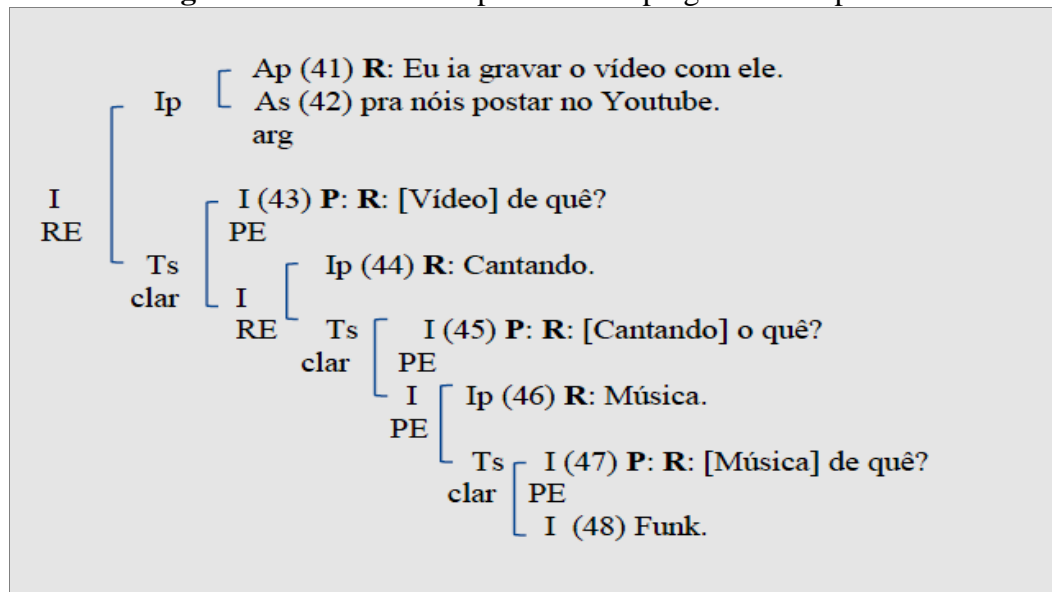 Ap (41) R: Eu ia gravar o vídeo com ele.
Ip As (42) pra nóis postar no Youtube.
arg
I I (43) P: R: [Vídeo] de quê?
RE PE
Ts Ip (44) R: Cantando.
clar I
RE Ts I (45) P: R: [Cantando] o quê?
clar PE
I Ip (46) R: Música.
PE
Ts I (47) P: R: [Música] de quê?
clar PE
I (48) Funk.